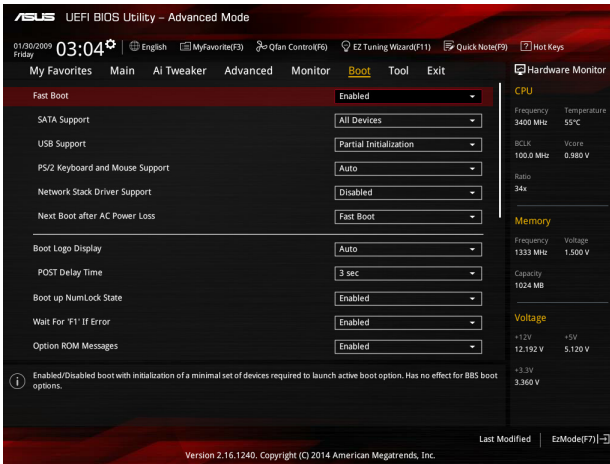 ASUS UEFI BIOS Utility – Advanced Mode
01/30/2009 Friday 03:04 English MyFavorite(F3) Qfan Control(F6) EZ Tuning Wizard(F11) Quick Note(F9) ? Hot Keys
My Favorites Main Ai Tweaker Advanced Monitor Boot Tool Exit
Fast Boot Enabled
SATA Support All Devices
USB Support Partial Initialization
PS/2 Keyboard and Mouse Support Auto
Network Stack Driver Support Disabled
Next Boot after AC Power Loss Fast Boot
Boot Logo Display Auto
POST Delay Time 3 sec
Boot up NumLock State Enabled
Wait For 'F1' If Error Enabled
Option ROM Messages Enabled
i Enabled/Disabled boot with initialization of a minimal set of devices required to launch active boot option. Has no effect for BBS boot
options.
Hardware Monitor
CPU
Frequency Temperature
3400 MHz 55°C
BCLK Vcore
100.0 MHz 0.980 V
Ratio
34x
Memory
Frequency Voltage
1333 MHz 1.500 V
Capacity
1024 MB
Voltage
+12V +5V
12.192 V 5.120 V
+3.3V
3.360 V
Last Modified EzMode(F7)
Version 2.16.1240. Copyright (C) 2014 American Megatrends, Inc.